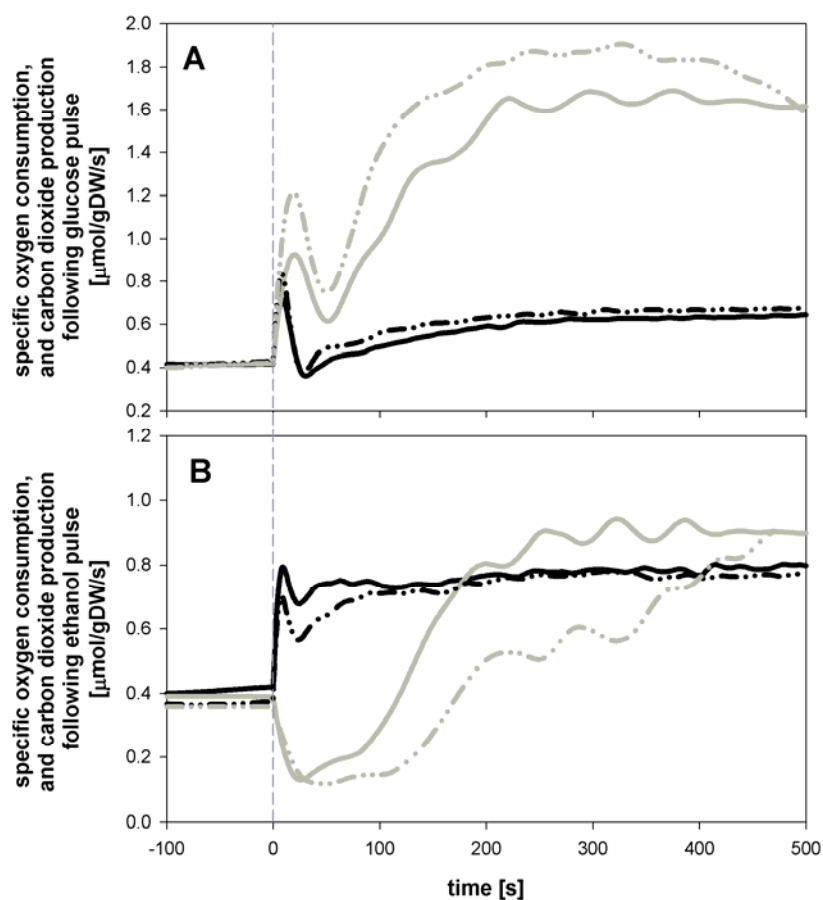 specific oxygen consumption,
and carbon dioxide production
following glucose pulse
[µmol/gDW/s]
A
2.0
1.8
1.6
1.4
1.2
1.0
0.8
0.6
0.4
0.2
specific oxygen consumption,
and carbon dioxide production
following ethanol pulse
[µmol/gDW/s]
B
1.2
1.0
0.8
0.6
0.4
0.2
0.0
-100 0 100 200 300 400 500
time [s]